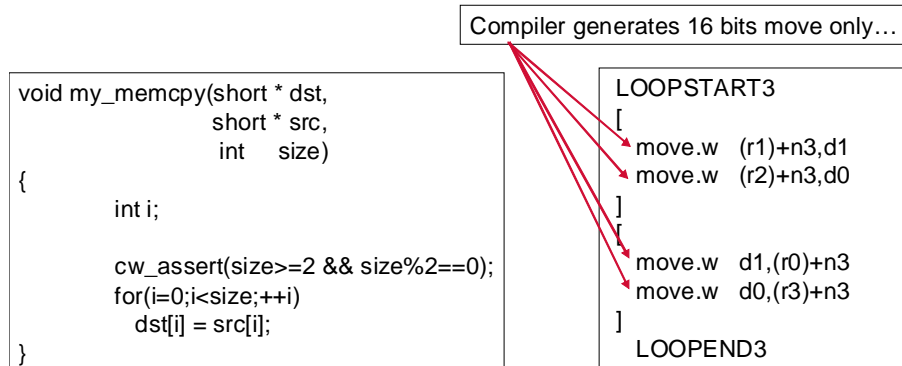 Compiler generates 16 bits move only…
void my_memcpy(short * dst,
short * src,
int size)
{
int i;
cw_assert(size>=2 && size%2==0);
for(i=0;i<size;++i)
dst[i] = src[i];
}
LOOPSTART3
[
move.w (r1)+n3,d1
move.w (r2)+n3,d0
]
[
move.w d1,(r0)+n3
move.w d0,(r3)+n3
]
LOOPEND3